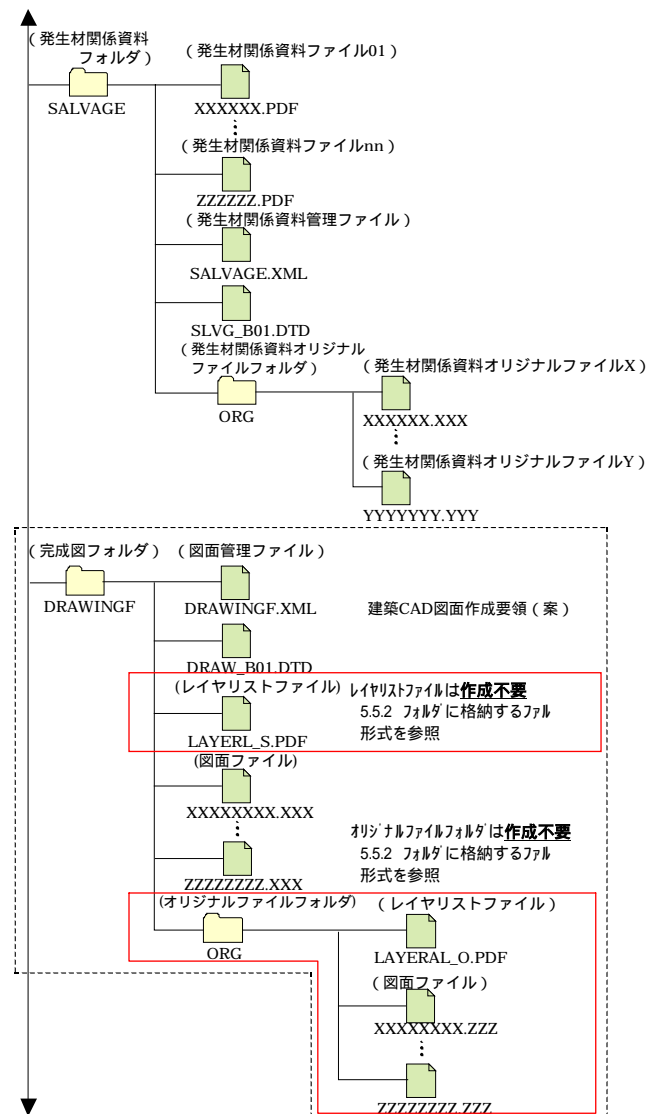 （発生材関係資料
フォルダ）
（発生材関係資料ファイル01）
SALVAGE
XXXXXX.PDF
（発生材関係資料ファイルnn）
ZZZZZZ.PDF
（発生材関係資料管理ファイル）
SALVAGE.XML
SLVG_B01.DTD
（発生材関係資料オリジナル
ファイルフォルダ）
（発生材関係資料オリジナルファイルX）
ORG
XXXXXX.XXX
（発生材関係資料オリジナルファイルY）
YYYYYYY.YYY
（完成図フォルダ）
（図面管理ファイル）
DRAWINGF
DRAWINGF.XML
建築CAD図面作成要領（案）
DRAW_B01.DTD
(レイヤリストファイル)
ﾚｲﾔﾘｽﾄﾌｧｲﾙは作成不要
5.5.2 ﾌｫﾙﾀﾞに格納するﾌｧﾙ
形式を参照
LAYERL_S.PDF
(図面ファイル)
XXXXXXXX.XXX
ｵﾘｼﾞﾅﾙﾌｧｲﾙﾌｫﾙﾀﾞは作成不要
5.5.2 ﾌｫﾙﾀﾞに格納するﾌｧﾙ
形式を参照
ZZZZZZZZ.XXX
(オリジナルファイルフォルダ)
（レイヤリストファイル）
ORG
LAYERAL_O.PDF
（図面ファイル）
XXXXXXXX.ZZZ
ZZZZZZZZ.ZZZ